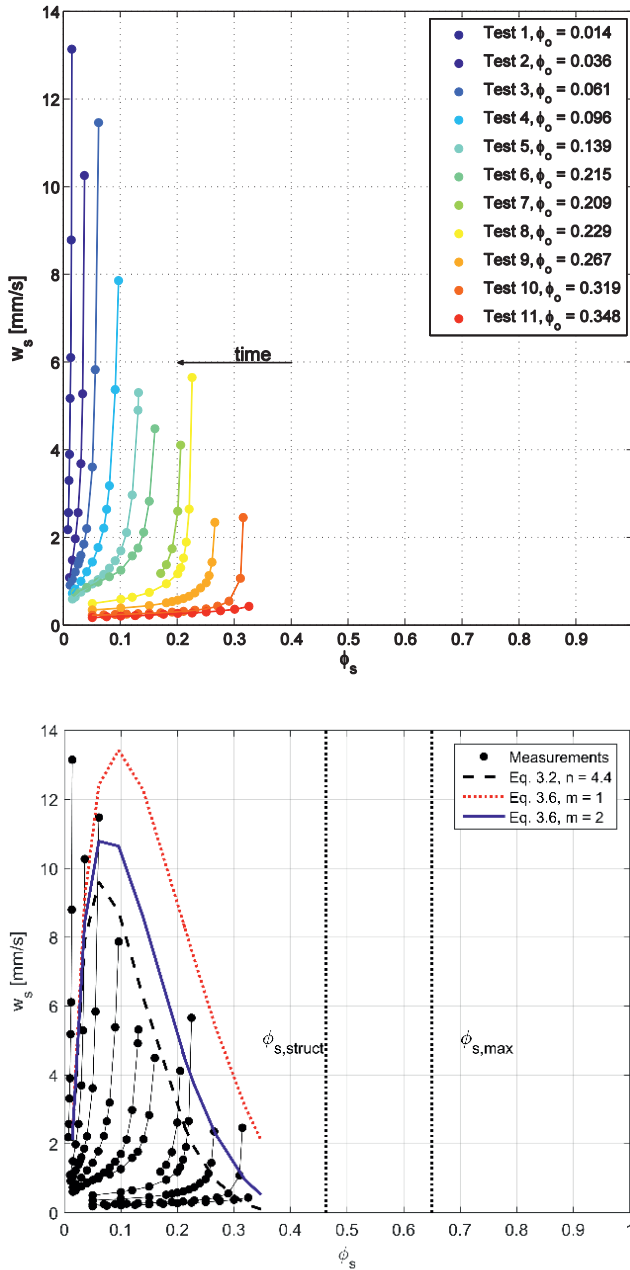 14
12
10
8
6
4
2
0
w_s [mm/s]
Test 1, ϕ_o = 0.014
Test 2, ϕ_o = 0.036
Test 3, ϕ_o = 0.061
Test 4, ϕ_o = 0.096
Test 5, ϕ_o = 0.139
Test 6, ϕ_o = 0.215
Test 7, ϕ_o = 0.209
Test 8, ϕ_o = 0.229
Test 9, ϕ_o = 0.267
Test 10, ϕ_o = 0.319
Test 11, ϕ_o = 0.348
time
0 0.1 0.2 0.3 0.4 0.5 0.6 0.7 0.8 0.9 1
ϕ_s
14
12
10
8
6
4
2
0
w_s [mm/s]
Measurements
Eq. 3.2, n = 4.4
Eq. 3.6, m = 1
Eq. 3.6, m = 2
ϕ_s,struct
ϕ_s,max
0 0.1 0.2 0.3 0.4 0.5 0.6 0.7 0.8 0.9 1
ϕ_s